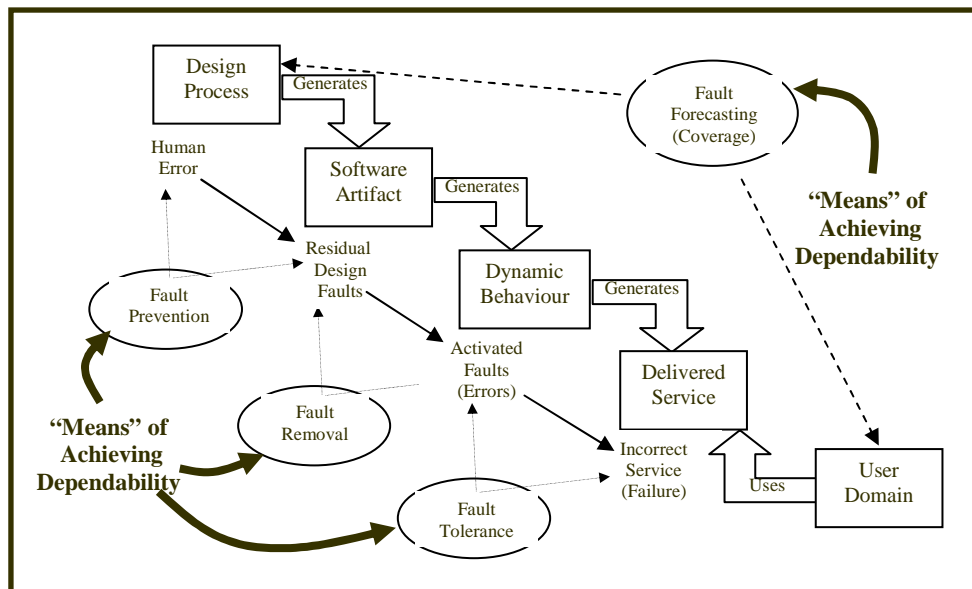 Design
Process
Generates
Fault
Forecasting
(Coverage)
Human
Error
Software
Artifact
Generates
“Means” of
Achieving
Dependability
Residual
Design
Faults
Dynamic
Behaviour
Generates
Fault
Prevention
Activated
Faults
(Errors)
Delivered
Service
Fault
Removal
“Means” of
Achieving
Dependability
Incorrect
Service
(Failure)
Uses
User
Domain
Fault
Tolerance